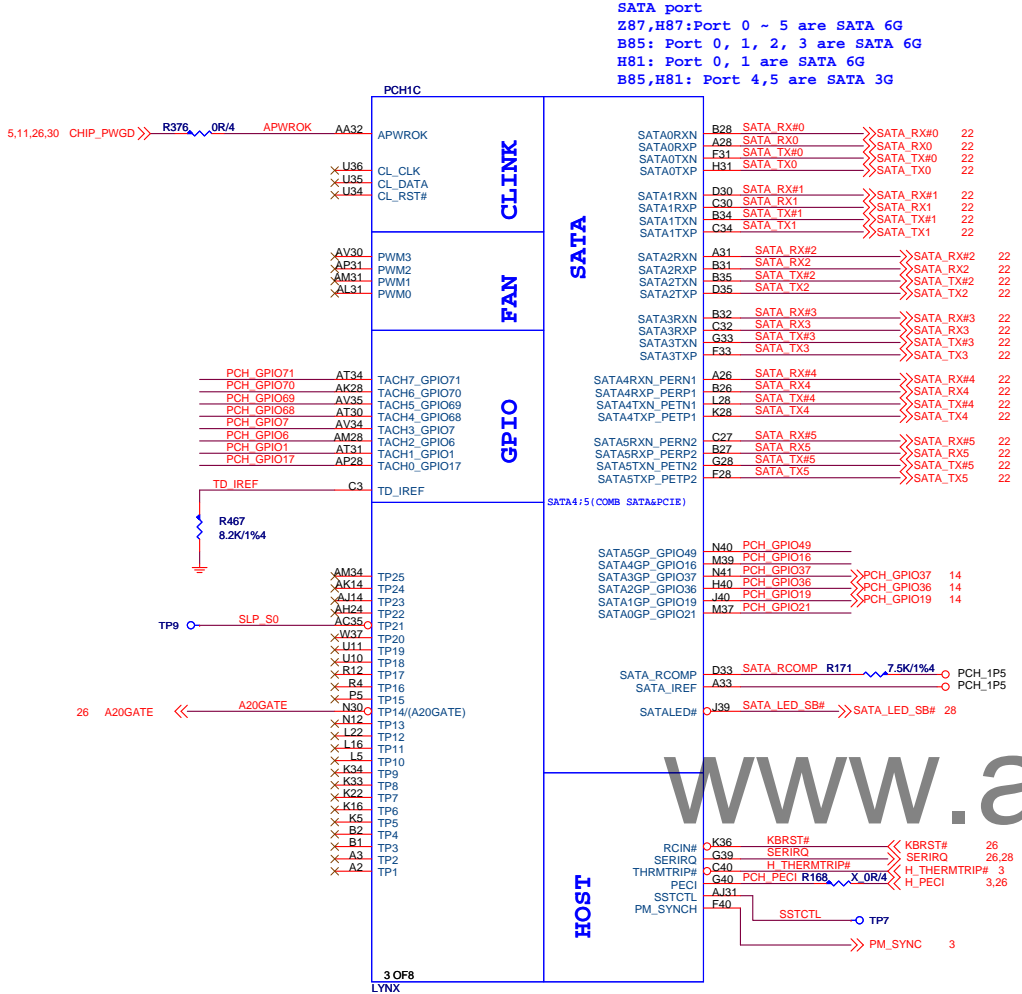 SATA port
Z87,H87:Port 0 ~ 5 are SATA 6G
B85: Port 0, 1, 2, 3 are SATA 6G
H81: Port 0, 1 are SATA 6G
B85,H81: Port 4,5 are SATA 3G
PCH1C
5,11,26,30 CHIP_PWGD R376 0R/4 APWROK AA32 APWROK
U36 CL_CLK
U35 CL_DATA
U34 CL_RST#
CLINK
AV30 PWM3
AP31 PWM2
AM31 PWM1
AL31 PWM0
FAN
PCH_GPIO71 AT34 TACH7_GPIO71
PCH_GPIO70 AK28 TACH6_GPIO70
PCH_GPIO69 AV35 TACH5_GPIO69
PCH_GPIO68 AT30 TACH4_GPIO68
PCH_GPIO7 AV34 TACH3_GPIO7
PCH_GPIO6 AM28 TACH2_GPIO6
PCH_GPIO1 AT31 TACH1_GPIO1
PCH_GPIO17 AP28 TACH0_GPIO17
GPIO
TD_IREF C3 TD_IREF
R467
8.2K/1%4
AM34 TP25
AK14 TP24
AJ14 TP23
AH24 TP22
TP9 SLP_S0 AC35 TP21
W37 TP20
U11 TP19
U10 TP18
R12 TP17
R4 TP16
P5 TP15
26 A20GATE A20GATE N30 TP14/(A20GATE)
N12 TP13
L22 TP12
L16 TP11
L5 TP10
K34 TP9
K33 TP8
K22 TP7
K16 TP6
K5 TP5
B2 TP4
B1 TP3
A3 TP2
A2 TP1
3 OF8
LYNX
SATA
SATA0RXN B28 SATA_RX#0 SATA_RX#0 22
SATA0RXP A28 SATA_RX0 SATA_RX0 22
SATA0TXN F31 SATA_TX#0 SATA_TX#0 22
SATA0TXP H31 SATA_TX0 SATA_TX0 22
SATA1RXN D30 SATA_RX#1 SATA_RX#1 22
SATA1RXP C30 SATA_RX1 SATA_RX1 22
SATA1TXN B34 SATA_TX#1 SATA_TX#1 22
SATA1TXP C34 SATA_TX1 SATA_TX1 22
SATA2RXN A31 SATA_RX#2 SATA_RX#2 22
SATA2RXP B31 SATA_RX2 SATA_RX2 22
SATA2TXN B35 SATA_TX#2 SATA_TX#2 22
SATA2TXP D35 SATA_TX2 SATA_TX2 22
SATA3RXN B32 SATA_RX#3 SATA_RX#3 22
SATA3RXP C32 SATA_RX3 SATA_RX3 22
SATA3TXN G33 SATA_TX#3 SATA_TX#3 22
SATA3TXP F33 SATA_TX3 SATA_TX3 22
SATA4RXN_PERN1 A26 SATA_RX#4 SATA_RX#4 22
SATA4RXP_PERP1 B26 SATA_RX4 SATA_RX4 22
SATA4TXN_PETN1 L28 SATA_TX#4 SATA_TX#4 22
SATA4TXP_PETP1 K28 SATA_TX4 SATA_TX4 22
SATA5RXN_PERN2 C27 SATA_RX#5 SATA_RX#5 22
SATA5RXP_PERP2 B27 SATA_RX5 SATA_RX5 22
SATA5TXN_PETN2 G28 SATA_TX#5 SATA_TX#5 22
SATA5TXP_PETP2 F28 SATA_TX5 SATA_TX5 22
SATA4;5(COMB SATA&PCIE)
SATA5GP_GPIO49 N40 PCH_GPIO49
SATA4GP_GPIO16 M39 PCH_GPIO16
SATA3GP_GPIO37 N41 PCH_GPIO37 PCH_GPIO37 14
SATA2GP_GPIO36 H40 PCH_GPIO36 PCH_GPIO36 14
SATA1GP_GPIO19 J40 PCH_GPIO19 PCH_GPIO19 14
SATA0GP_GPIO21 M37 PCH_GPIO21
SATA_RCOMP D33 SATA_RCOMP R171 7.5K/1%4 PCH_1P5
SATA_IREF A33 PCH_1P5
SATALED# J39 SATA_LED_SB# SATA_LED_SB# 28
www.a
HOST
RCIN# K36 KBRST# KBRST# 26
SERIRQ G39 SERIRQ SERIRQ 26,28
THRMTRIP# C40 H_THERMTRIP# H_THERMTRIP# 3
PECI G40 PCH_PECI R168 X_0R/4 H_PECI 3,26
SSTCTL AJ31 SSTCTL TP7
PM_SYNCH F40 PM_SYNC 3